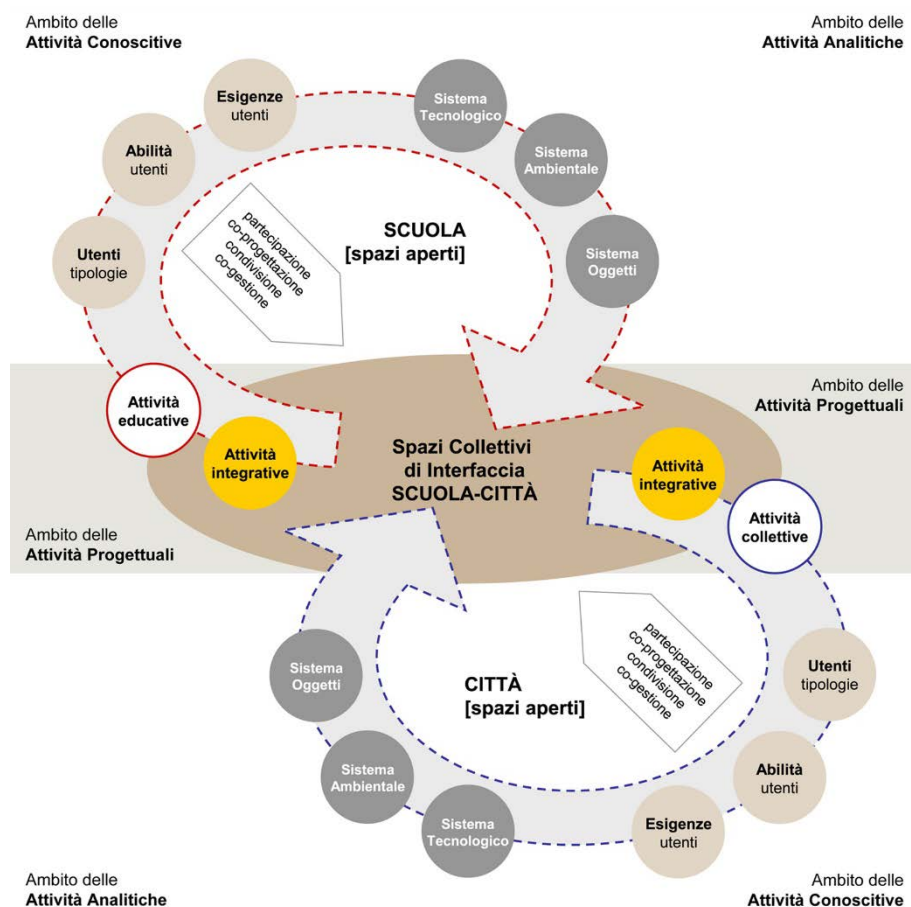 Ambito delle
Attività Conoscitive
Ambito delle
Attività Analitiche
Esigenze
utenti
Sistema
Tecnologico
Abilità
utenti
Sistema
Ambientale
Utenti
tipologie
partecipazione
co-progettazione
condivisione
co-gestione
SCUOLA
[spazi aperti]
Sistema
Oggetti
Attività
educative
Attività
integrative
Ambito delle
Attività Progettuali
Spazi Collettivi
di Interfaccia
SCUOLA-CITTÀ
Attività
integrative
Attività
collettive
Ambito delle
Attività Progettuali
Sistema
Oggetti
CITTÀ
[spazi aperti]
partecipazione
co-progettazione
condivisione
co-gestione
Utenti
tipologie
Sistema
Ambientale
Abilità
utenti
Sistema
Tecnologico
Esigenze
utenti
Ambito delle
Attività Analitiche
Ambito delle
Attività Conoscitive